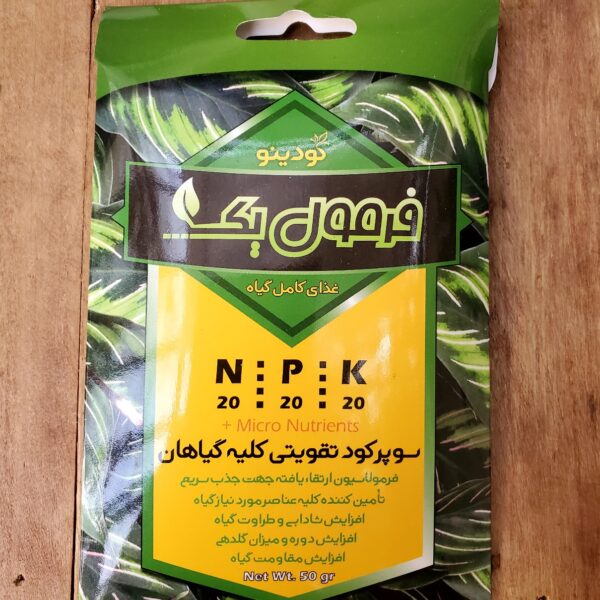 کودینو
فرمول یک
غذای کامل گیاه
N P K
20 20 20
+ Micro Nutrients
سوپرکود تقویتی کلیه گیاهان
فرمولاسیون ارتقاء یافته جهت جذب سریع
تأمین کننده کلیه عناصر مورد نیاز گیاه
افزایش شادابی و طراوت گیاه
افزایش دوره و میزان گلدهی
افزایش مقاومت گیاه
Net Wt. 50 gr